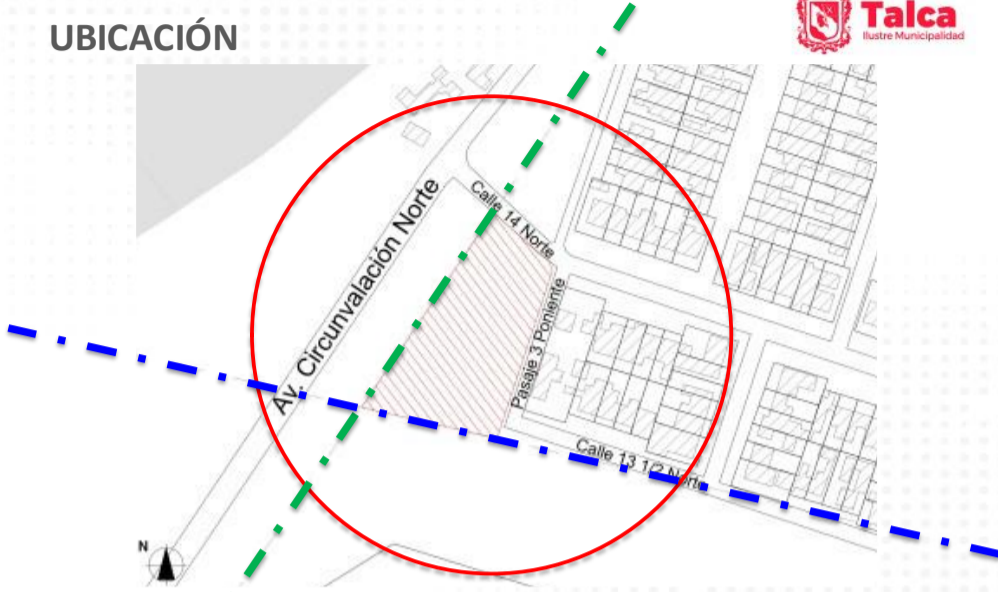 UBICACIÓN
Talca
Ilustre Municipalidad
Calle 14 Norte
Av. Circunvalación Norte
Pasaje 3 Poniente
Calle 13 1/2 Norte
N